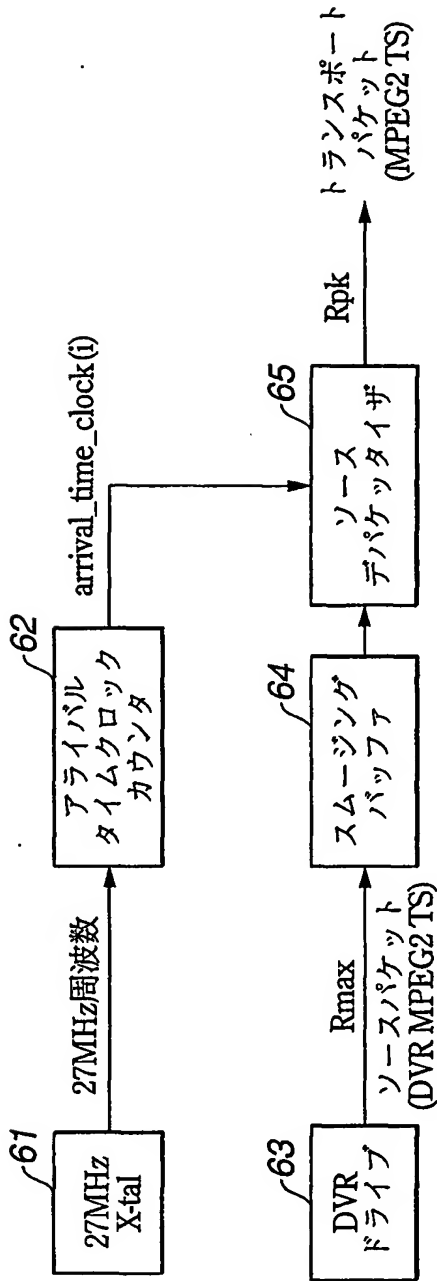 61
27MHz
X-tal
27MHz周波数
62
アライバル
タイムクロック
カウンタ
arrival_time_clock(i)
63
DVR
ドライブ
Rmax
ソースパケット
(DVR MPEG2 TS)
64
スムージング
バッファ
65
ソース
デパケッタイザ
Rpk
トランスポート
パケット
(MPEG2 TS)